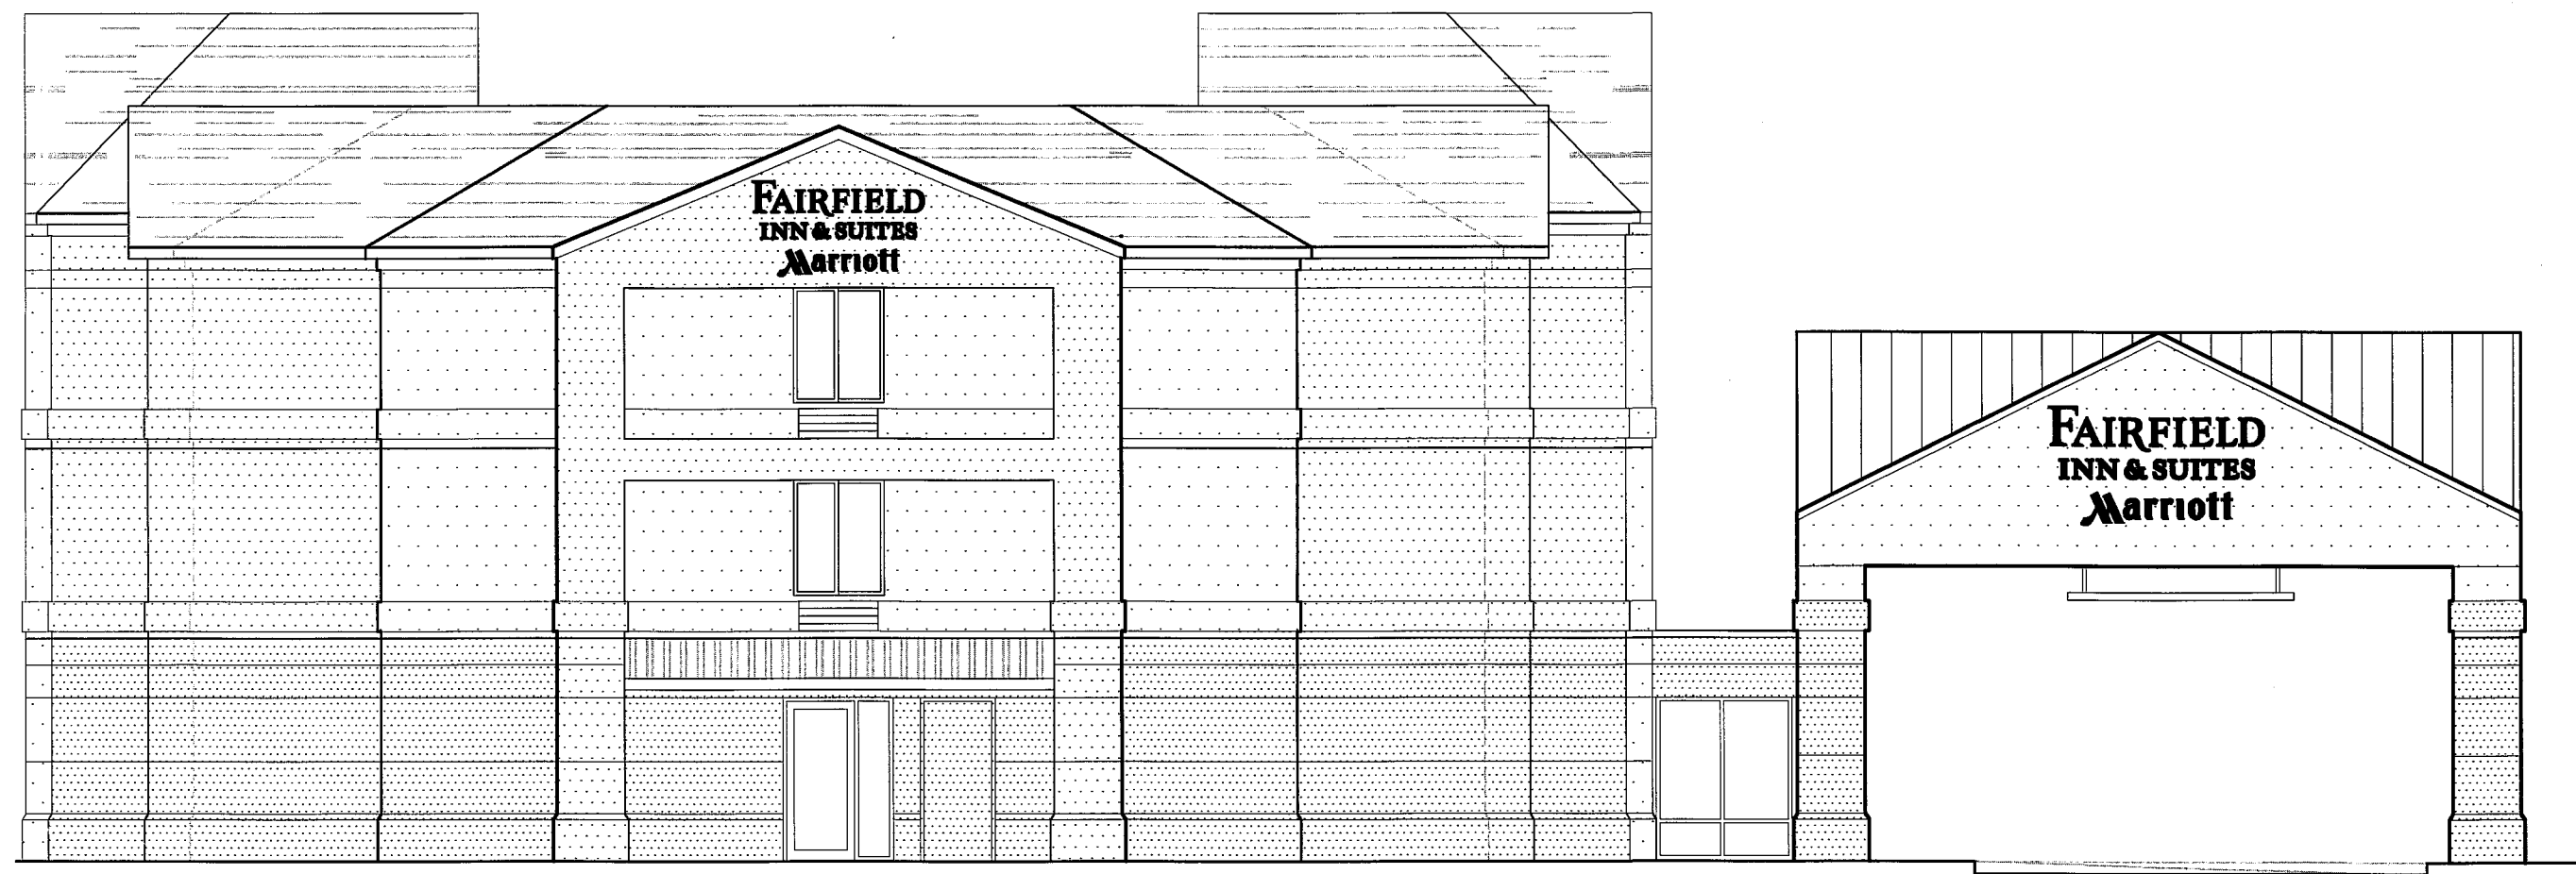 FAIRFIELD
INN & SUITES
Marriott
FAIRFIELD
INN & SUITES
Marriott